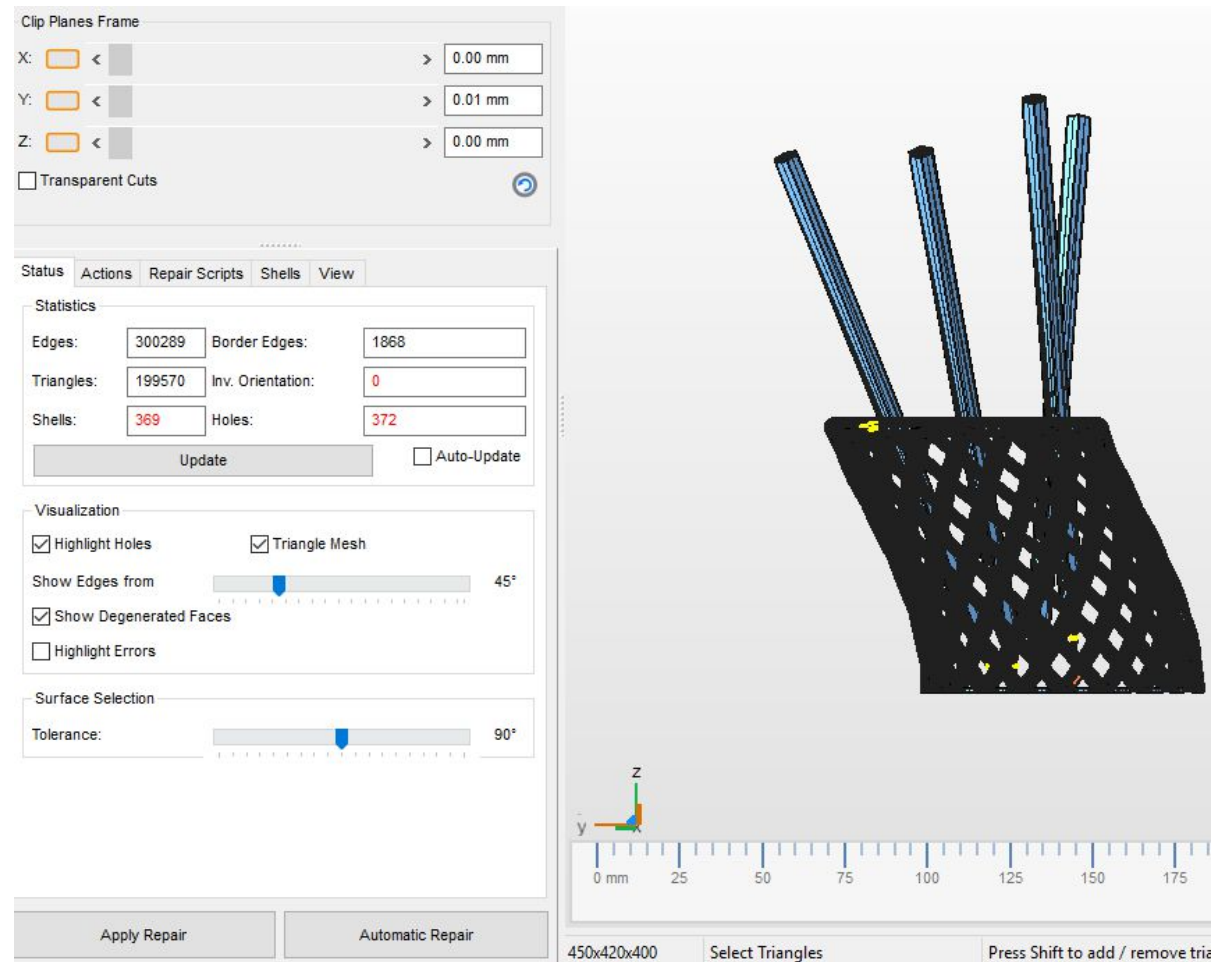 Clip Planes Frame
X: < > 0.00 mm
Y: < > 0.01 mm
Z: < > 0.00 mm
Transparent Cuts
Status Actions Repair Scripts Shells View
Statistics
Edges: 300289 Border Edges: 1868
Triangles: 199570 Inv. Orientation: 0
Shells: 369 Holes: 372
Update Auto-Update
Visualization
Highlight Holes Triangle Mesh
Show Edges from 45°
Show Degenerated Faces
Highlight Errors
Surface Selection
Tolerance: 90°
z
y x
0 mm 25 50 75 100 125 150 175
Apply Repair Automatic Repair
450x420x400 Select Triangles Press Shift to add / remove tria